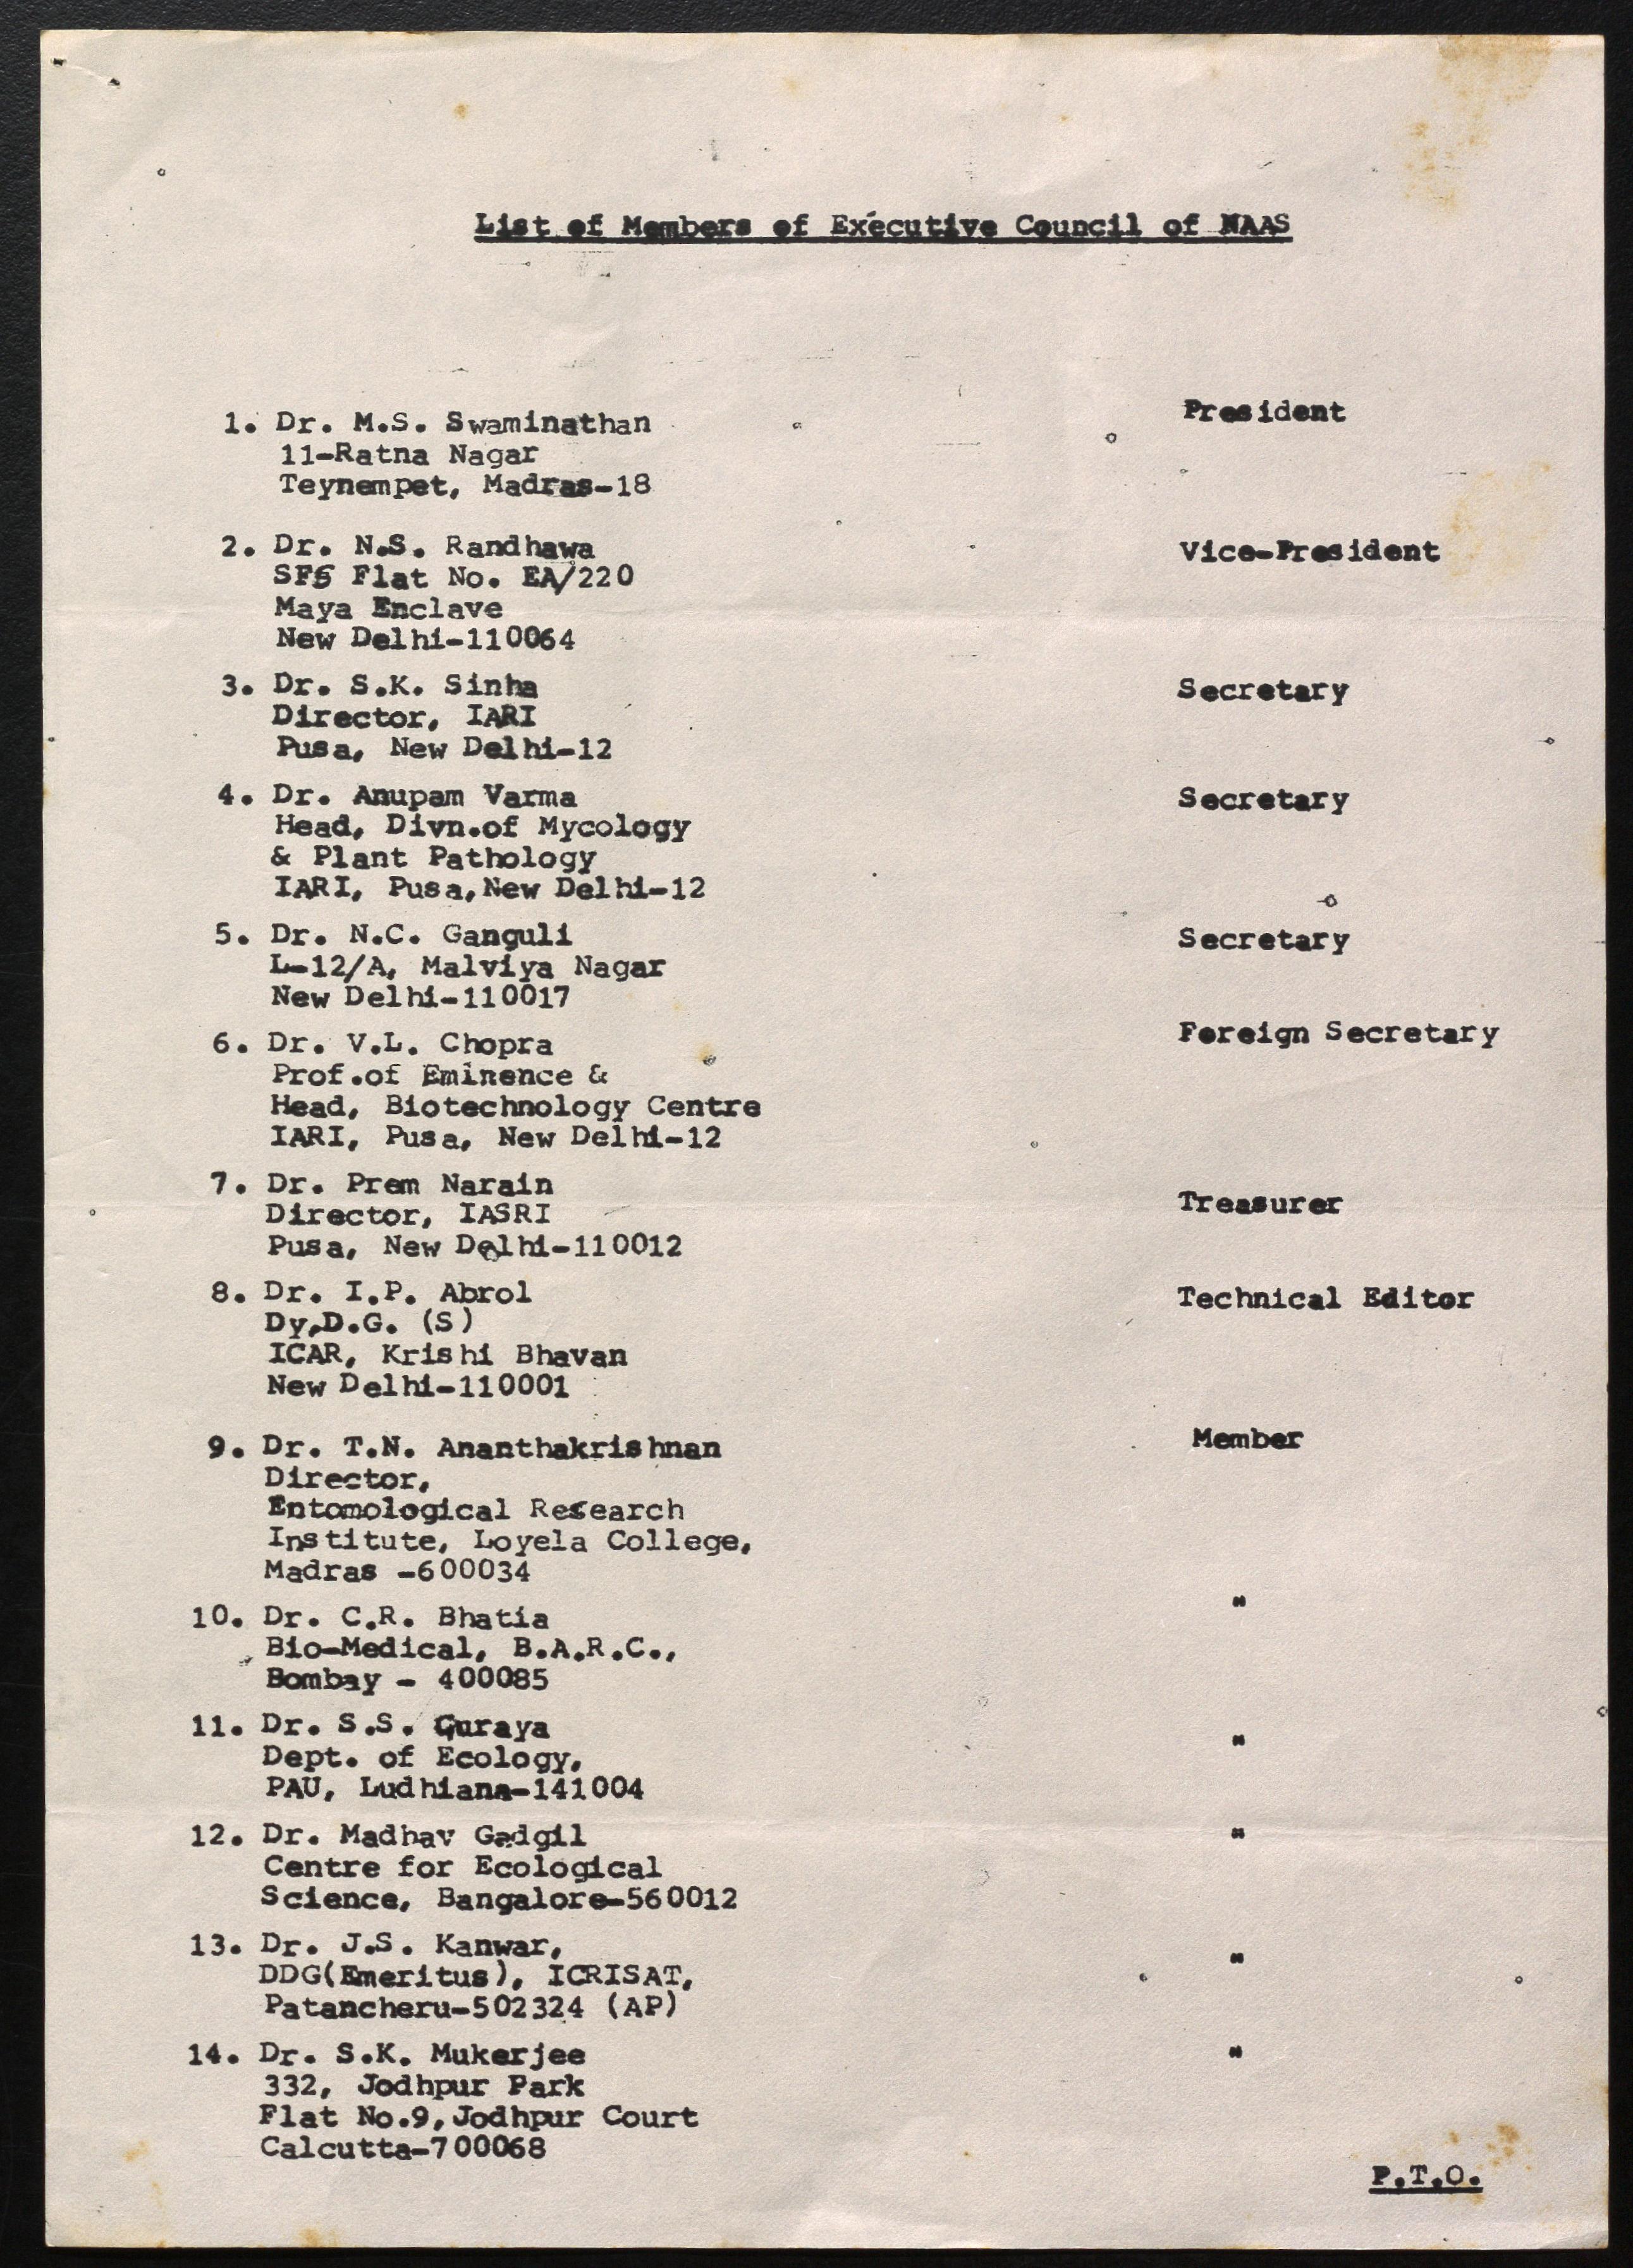 List of Members of Executive Council of NAAS
1. Dr. M.S. Swaminathan President
11-Ratna Nagar
Teynempet, Madras-18
2. Dr. N.S. Randhawa Vice-President
SFS Flat No. EA/220
Maya Enclave
New Delhi-110064
3. Dr. S.K. Sinha Secretary
Director, IARI
Pusa, New Delhi-12
4. Dr. Anupam Varma Secretary
Head, Divn.of Mycology
& Plant Pathology
IARI, Pusa,New Delhi-12
5. Dr. N.C. Ganguli Secretary
L-12/A, Malviya Nagar
New Delhi-110017
6. Dr. V.L. Chopra Foreign Secretary
Prof.of Eminence &
Head, Biotechnology Centre
IARI, Pusa, New Delhi-12
7. Dr. Prem Narain Treasurer
Director, IASRI
Pusa, New Delhi-110012
8. Dr. I.P. Abrol Technical Editor
Dy.D.G. (S)
ICAR, Krishi Bhavan
New Delhi-110001
9. Dr. T.N. Ananthakrishnan Member
Director,
Entomological Research
Institute, Loyela College,
Madras -600034
10. Dr. C.R. Bhatia "
Bio-Medical, B.A.R.C.,
Bombay - 400085
11. Dr. S.S. Guraya "
Dept. of Ecology,
PAU, Ludhiana-141004
12. Dr. Madhav Gadgil "
Centre for Ecological
Science, Bangalore-560012
13. Dr. J.S. Kanwar, "
DDG(Emeritus), ICRISAT,
Patancheru-502324 (AP)
14. Dr. S.K. Mukerjee "
332, Jodhpur Park
Flat No.9,Jodhpur Court
Calcutta-700068
P.T.O.